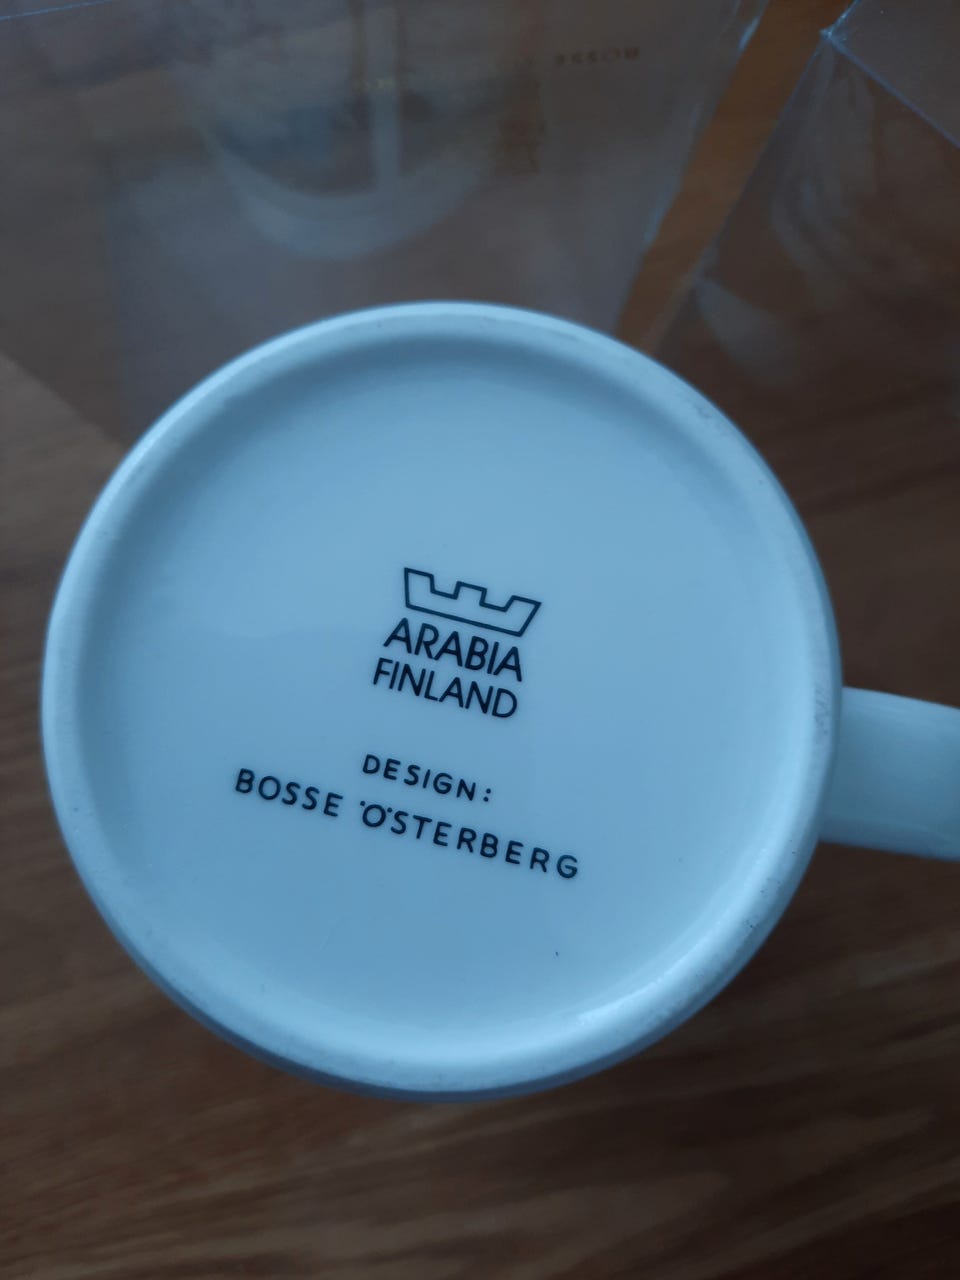 ARABIA
FINLAND
DESIGN:
BOSSE ÖSTERBERG